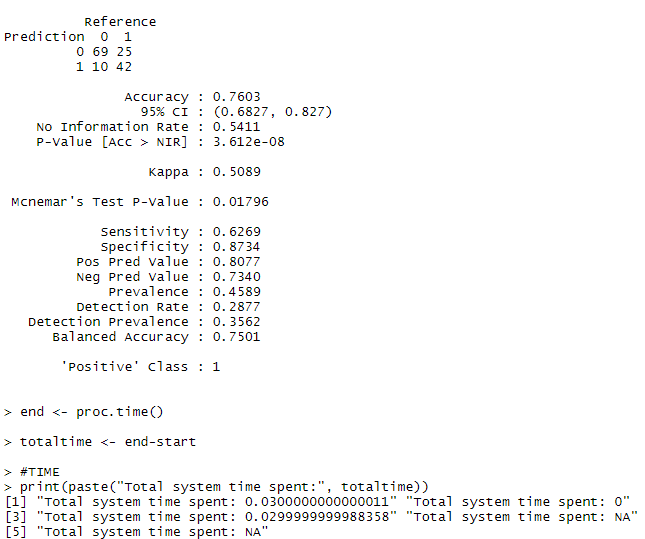 Reference
Prediction 0 1
0 69 25
1 10 42
Accuracy : 0.7603
95% CI : (0.6827, 0.827)
No Information Rate : 0.5411
P-Value [Acc > NIR] : 3.612e-08
Kappa : 0.5089
Mcnemar's Test P-Value : 0.01796
Sensitivity : 0.6269
Specificity : 0.8734
Pos Pred Value : 0.8077
Neg Pred Value : 0.7340
Prevalence : 0.4589
Detection Rate : 0.2877
Detection Prevalence : 0.3562
Balanced Accuracy : 0.7501
'Positive' Class : 1
> end <- proc.time()
> totaltime <- end-start
> #TIME
> print(paste("Total system time spent:", totaltime))
[1] "Total system time spent: 0.0300000000000011" "Total system time spent: 0"
[3] "Total system time spent: 0.0299999999988358" "Total system time spent: NA"
[5] "Total system time spent: NA"